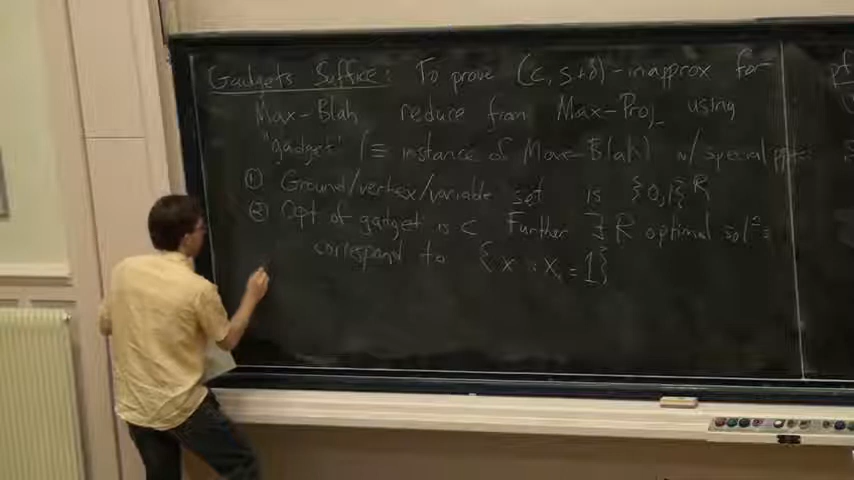 Gadgets Suffice: To prove (c, s+δ)-inapprox for
Max-Blah reduce from Max-Proj using
"gadget" (≡ instance of Max-Blah) w/ special
① Ground/vertex/variable set is {0,1}^R
② Opt of gadget is c Further ∃ R optimal sol^n s
correspond to {x : x_i = 1}